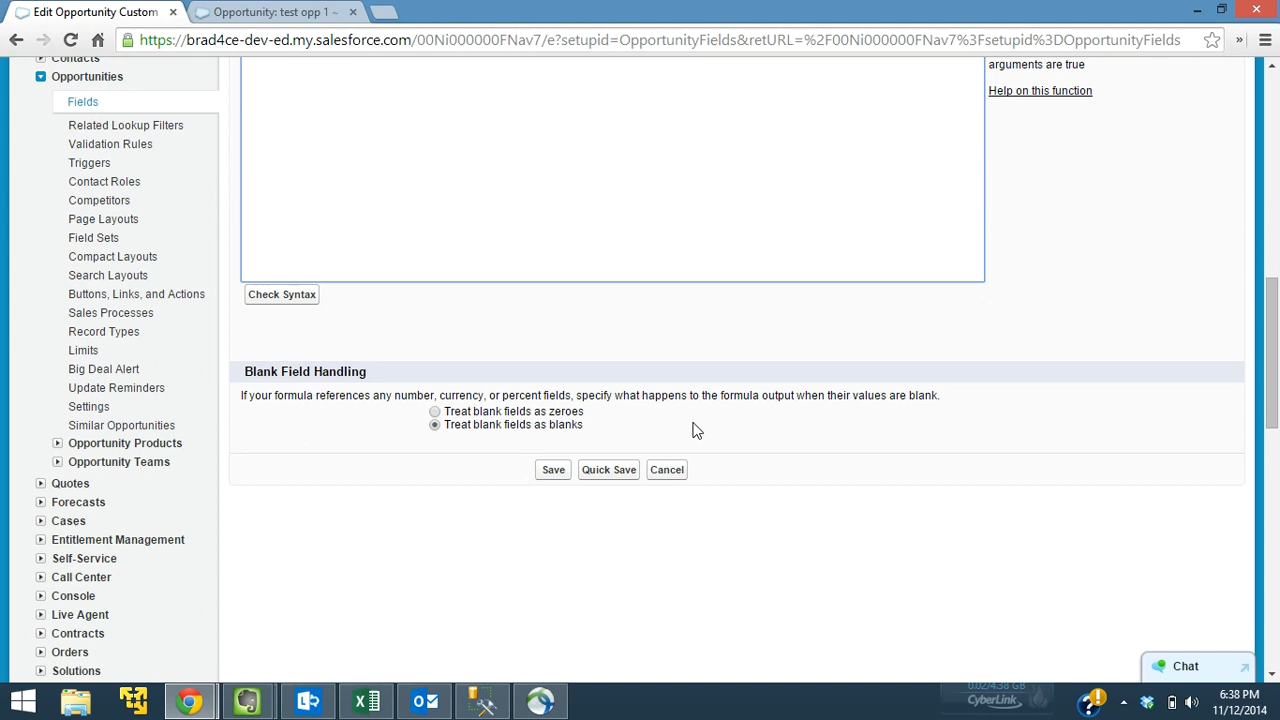 Edit Opportunity Custom
Opportunity: test opp 1 ~
https://brad4ce-dev-ed.my.salesforce.com/00Ni000000FNav7/e?setupid=OpportunityFields&retURL=%2F00Ni000000FNav7%3Fsetupid%3DOpportunityFields
Contacts
arguments are true
Opportunities
Help on this function
Fields
Related Lookup Filters
Validation Rules
Triggers
Contact Roles
Competitors
Page Layouts
Field Sets
Compact Layouts
Search Layouts
Buttons, Links, and Actions
Check Syntax
Sales Processes
Record Types
Limits
Big Deal Alert
Blank Field Handling
Update Reminders
If your formula references any number, currency, or percent fields, specify what happens to the formula output when their values are blank.
Settings
Treat blank fields as zeroes
Similar Opportunities
Treat blank fields as blanks
Opportunity Products
Opportunity Teams
Save Quick Save Cancel
Quotes
Forecasts
Cases
Entitlement Management
Self-Service
Call Center
Console
Live Agent
Contracts
Orders
Solutions
Chat
0.02/4.38 GB
CyberLink
6:38 PM
11/12/2014